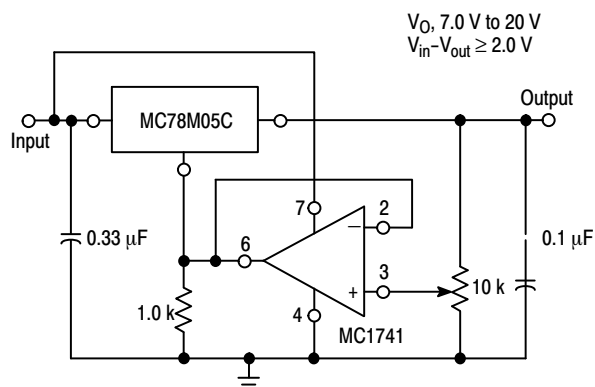 V_O, 7.0 V to 20 V
V_in-V_out ≥ 2.0 V
Output
MC78M05C
Input
7
2
–
0.33 μF
6
0.1 μF
3
+
10 k
1.0 k
4
MC1741